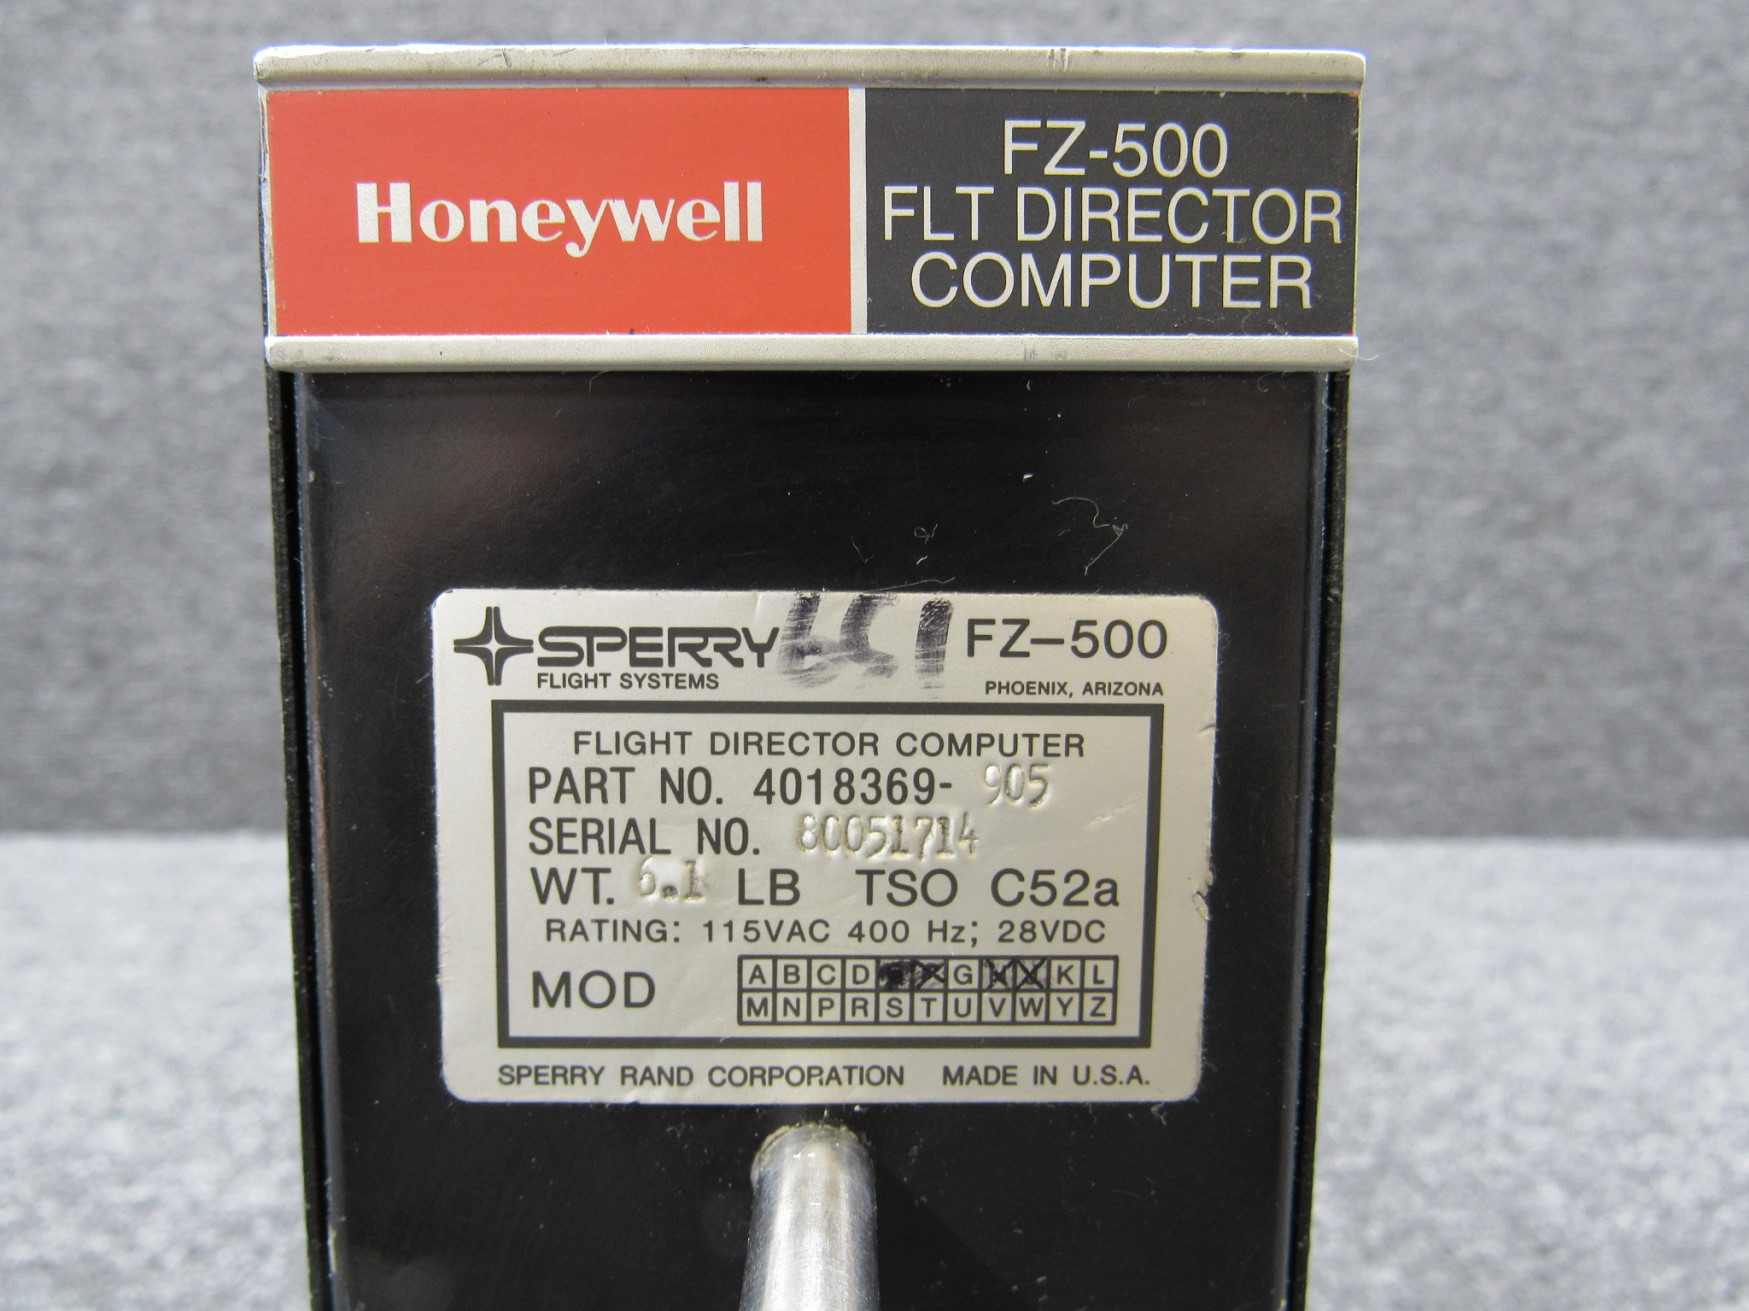 Honeywell
FZ-500
FLT DIRECTOR
COMPUTER
SPERRY
FLIGHT SYSTEMS
FZ-500
PHOENIX, ARIZONA
FLIGHT DIRECTOR COMPUTER
PART NO. 4018369- 905
SERIAL NO. 80051714
WT. 6.1 LB TSO C52a
RATING: 115VAC 400 Hz; 28VDC
MOD
A B C D G K L
M N P R S T U V W Y Z
SPERRY RAND CORPORATION MADE IN U.S.A.